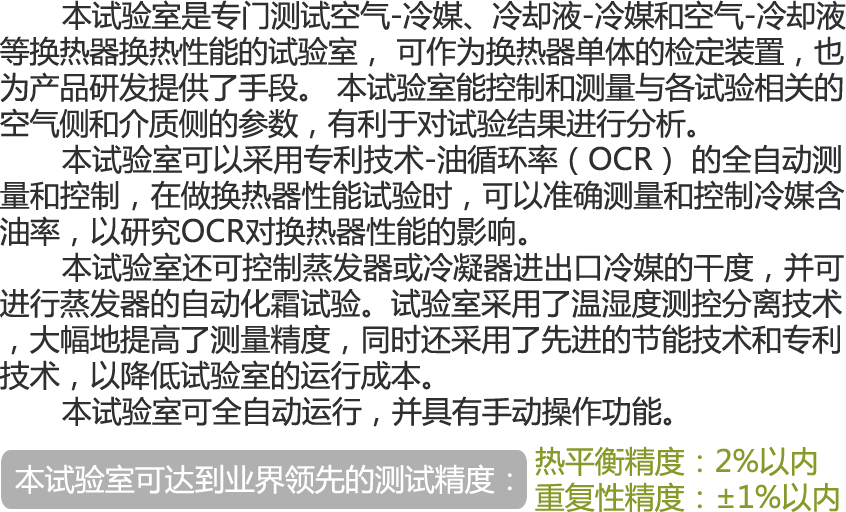 本试验室是专门测试空气-冷媒、冷却液-冷媒和空气-冷却液
等换热器换热性能的试验室， 可作为换热器单体的检定装置，也
为产品研发提供了手段。 本试验室能控制和测量与各试验相关的
空气侧和介质侧的参数，有利于对试验结果进行分析。
本试验室可以采用专利技术-油循环率（OCR） 的全自动测
量和控制，在做换热器性能试验时，可以准确测量和控制冷媒含
油率，以研究OCR对换热器性能的影响。
本试验室还可控制蒸发器或冷凝器进出口冷媒的干度，并可
进行蒸发器的自动化霜试验。试验室采用了温湿度测控分离技术
，大幅地提高了测量精度，同时还采用了先进的节能技术和专利
技术，以降低试验室的运行成本。
本试验室可全自动运行，并具有手动操作功能。
本试验室可达到业界领先的测试精度：
热平衡精度：2%以内
重复性精度：±1%以内